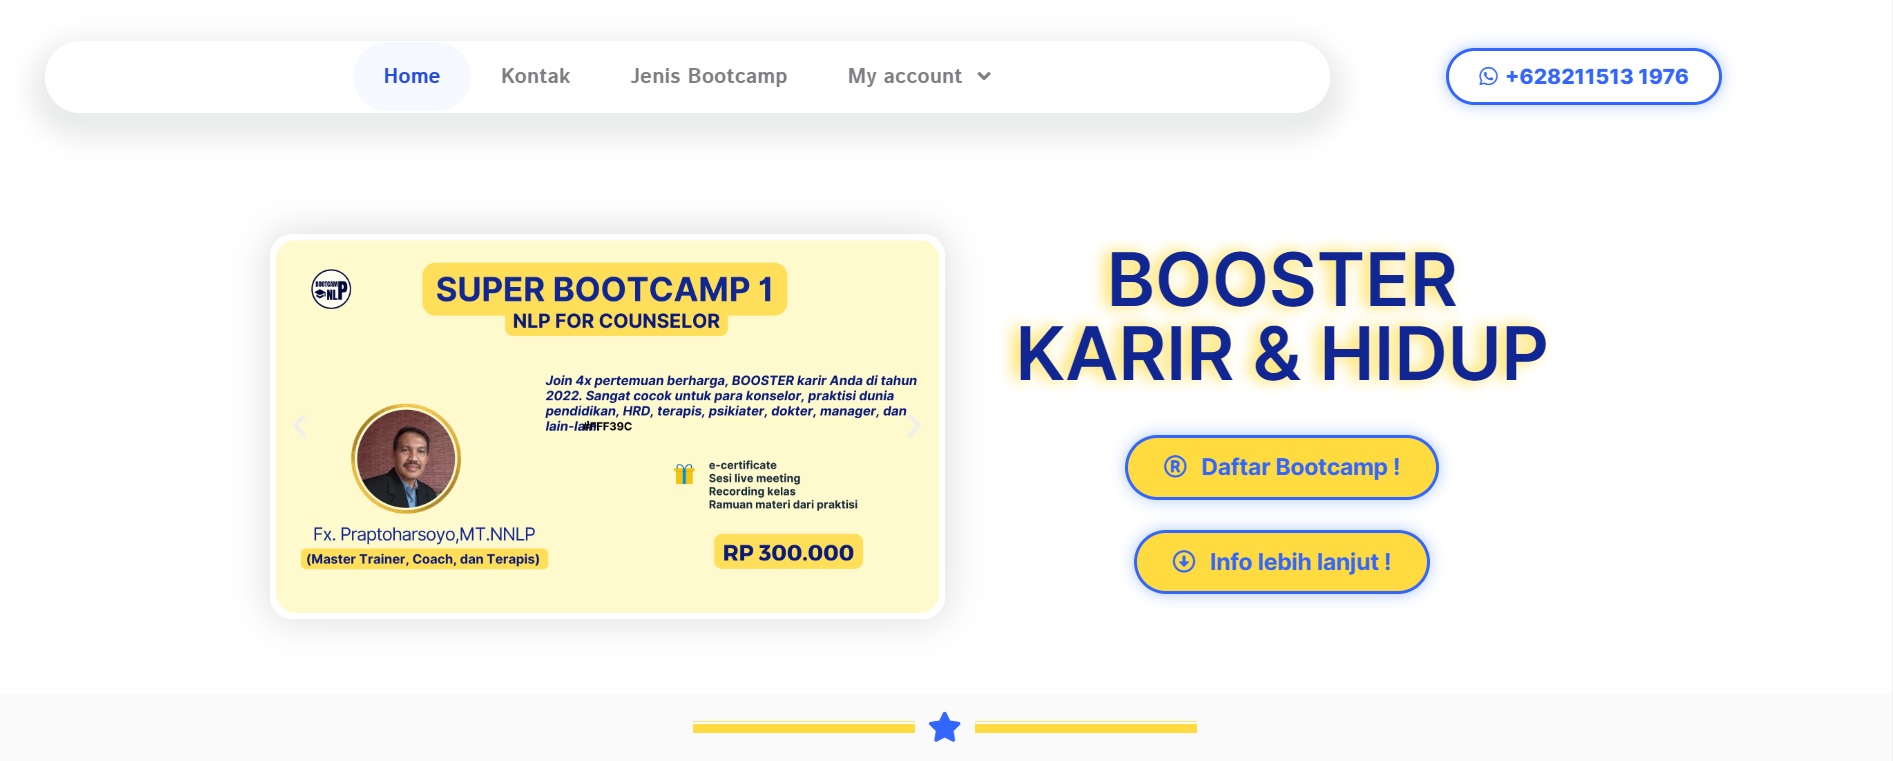 Home Kontak Jenis Bootcamp My account
+628211513 1976
BOOTCAMP
NLP
SUPER BOOTCAMP 1
NLP FOR COUNSELOR
Join 4x pertemuan berharga, BOOSTER karir Anda di tahun
2022. Sangat cocok untuk para konselor, praktisi dunia
pendidikan, HRD, terapis, psikiater, dokter, manager, dan
lain-lain #FFF39C
e-certificate
Sesi live meeting
Recording kelas
Ramuan materi dari praktisi
Fx. Praptoharsoyo,MT.NNLP
(Master Trainer, Coach, dan Terapis)
RP 300.000
BOOSTER
KARIR & HIDUP
® Daftar Bootcamp !
Info lebih lanjut !